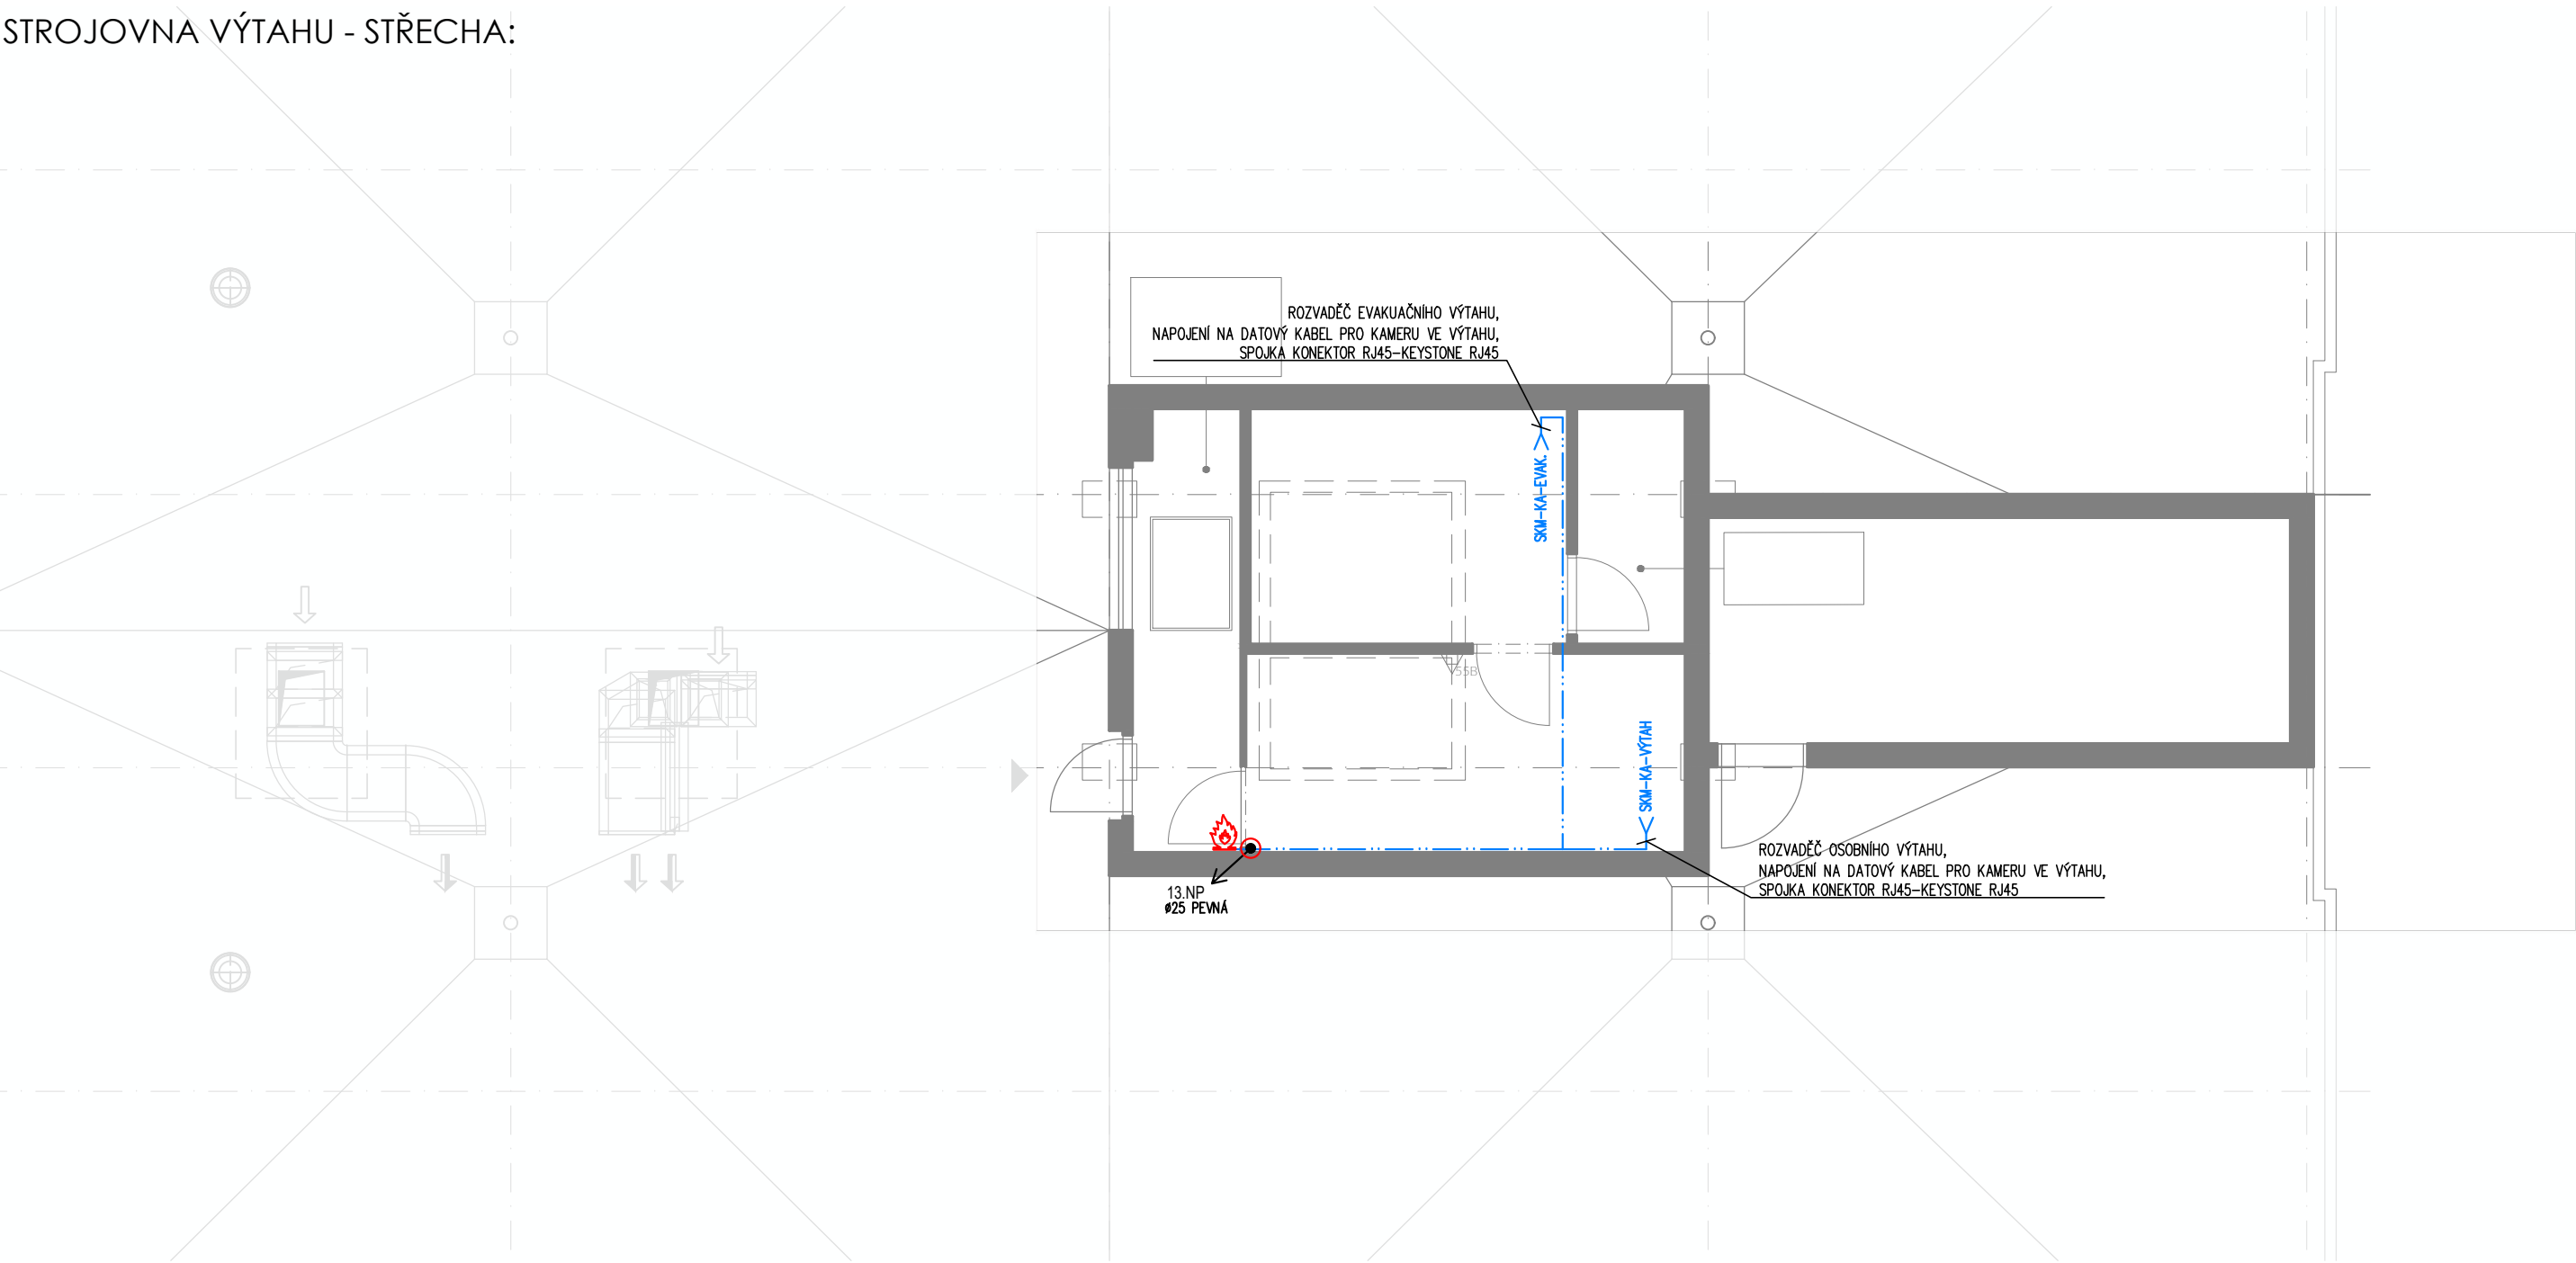 STROJOVNA VÝTAHU - STŘECHA:
ROZVADĚČ EVAKUAČNÍHO VÝTAHU,
NAPOJENÍ NA DATOVÝ KABEL PRO KAMERU VE VÝTAHU,
SPOJKA KONEKTOR RJ45-KEYSTONE RJ45
SKM-KA-EVAK.
55B
SKM-KA-VÝTAH
ROZVADĚČ OSOBNÍHO VÝTAHU,
NAPOJENÍ NA DATOVÝ KABEL PRO KAMERU VE VÝTAHU,
SPOJKA KONEKTOR RJ45-KEYSTONE RJ45
13.NP
ø25 PEVNÁ